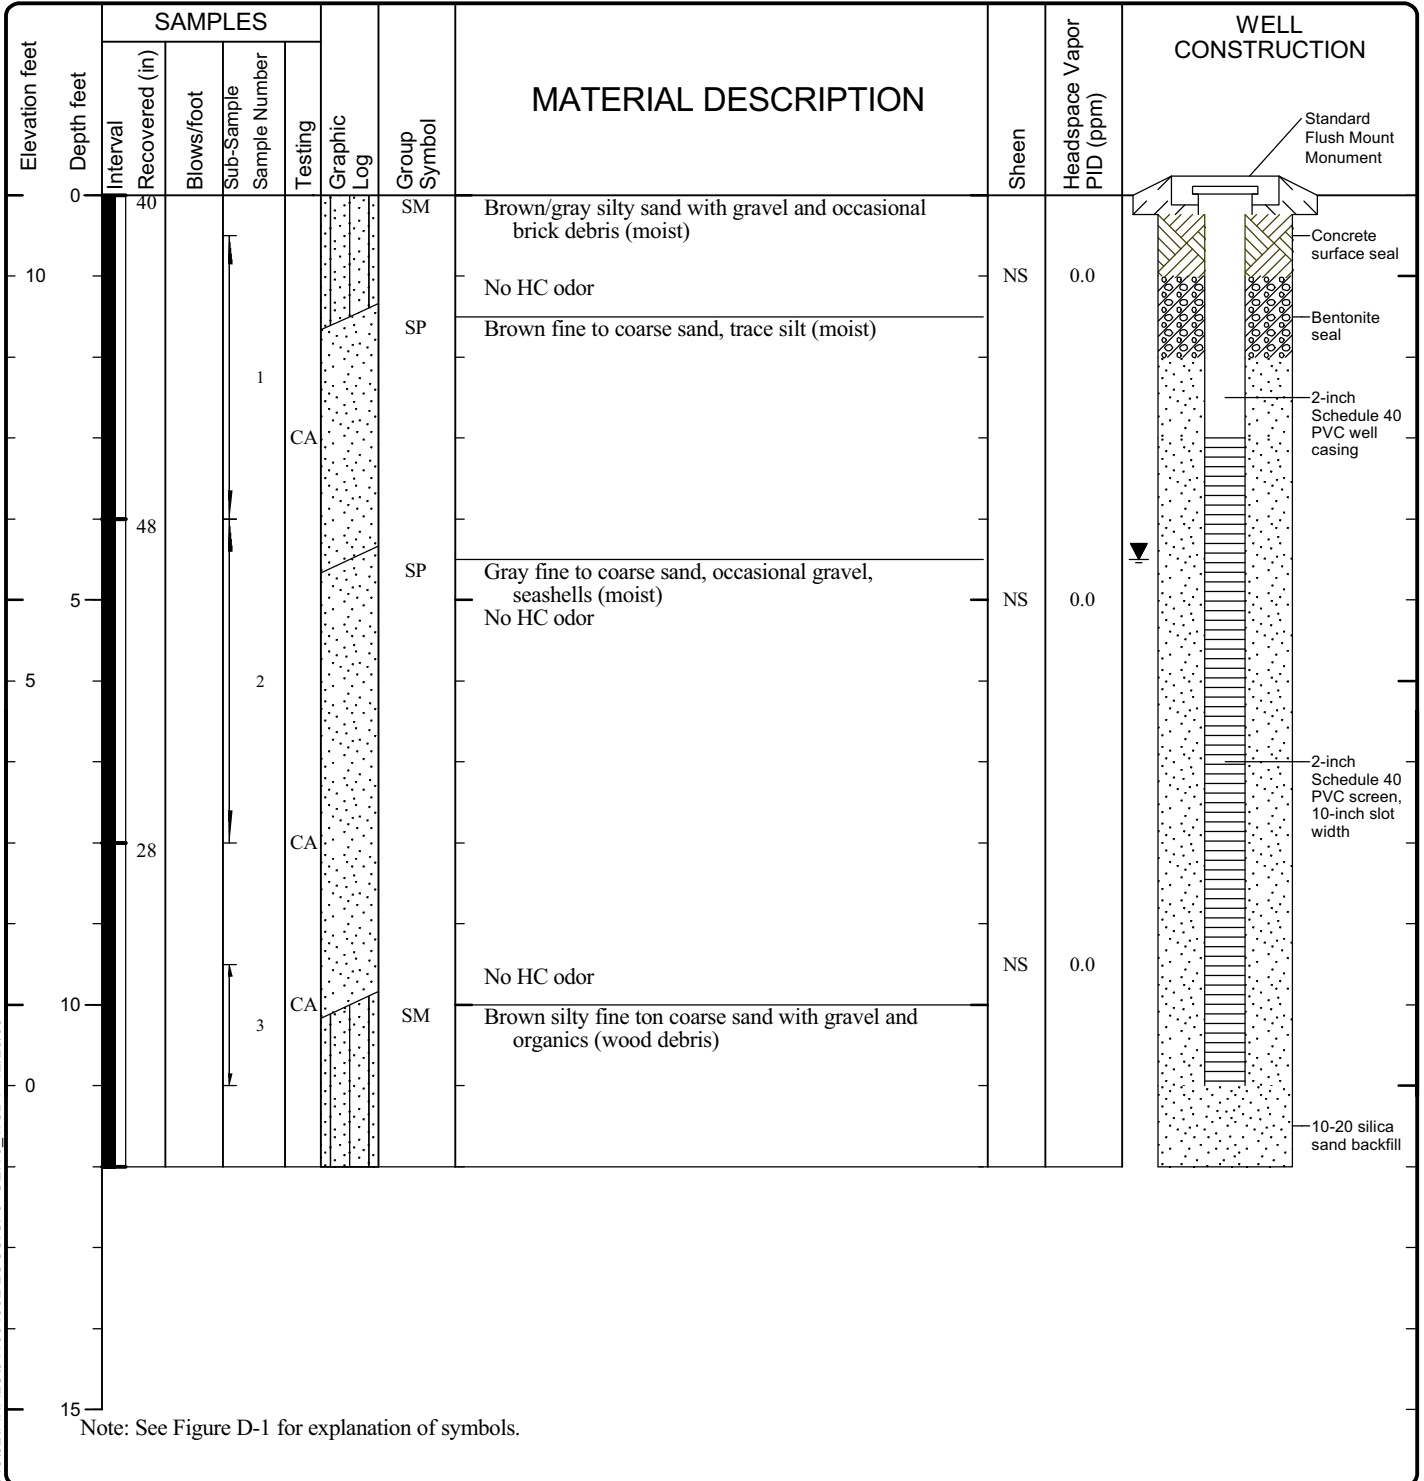 SAMPLES
Elevation feet
Depth feet
Interval
Recovered (in)
Blows/foot
Sub-Sample
Sample Number
Testing
Graphic
Log
Group
Symbol
MATERIAL DESCRIPTION
Sheen
Headspace Vapor
PID (ppm)
WELL
CONSTRUCTION
Standard
Flush Mount
Monument
0
40
SM
Brown/gray silty sand with gravel and occasional
brick debris (moist)
Concrete
surface seal
10
No HC odor
NS
0.0
SP
Brown fine to coarse sand, trace silt (moist)
Bentonite
seal
1
2-inch
Schedule 40
PVC well
casing
CA
48
SP
Gray fine to coarse sand, occasional gravel,
seashells (moist)
No HC odor
5
NS
0.0
5
2
2-inch
Schedule 40
PVC screen,
10-inch slot
width
28
CA
No HC odor
NS
0.0
10
CA
3
SM
Brown silty fine ton coarse sand with gravel and
organics (wood debris)
0
10-20 silica
sand backfill
15
Note: See Figure D-1 for explanation of symbols.